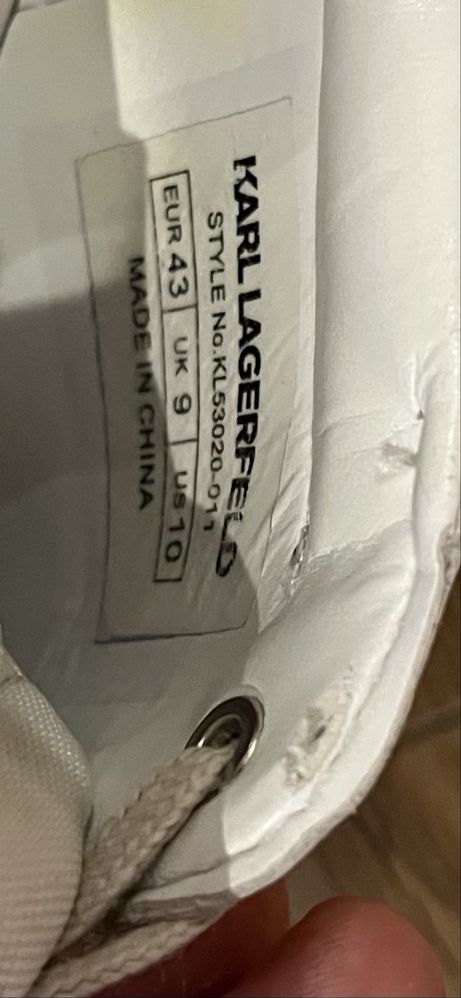 KARL LAGERFELD
STYLE No.KL53020-011
EUR 43 UK 9 US 10
MADE IN CHINA